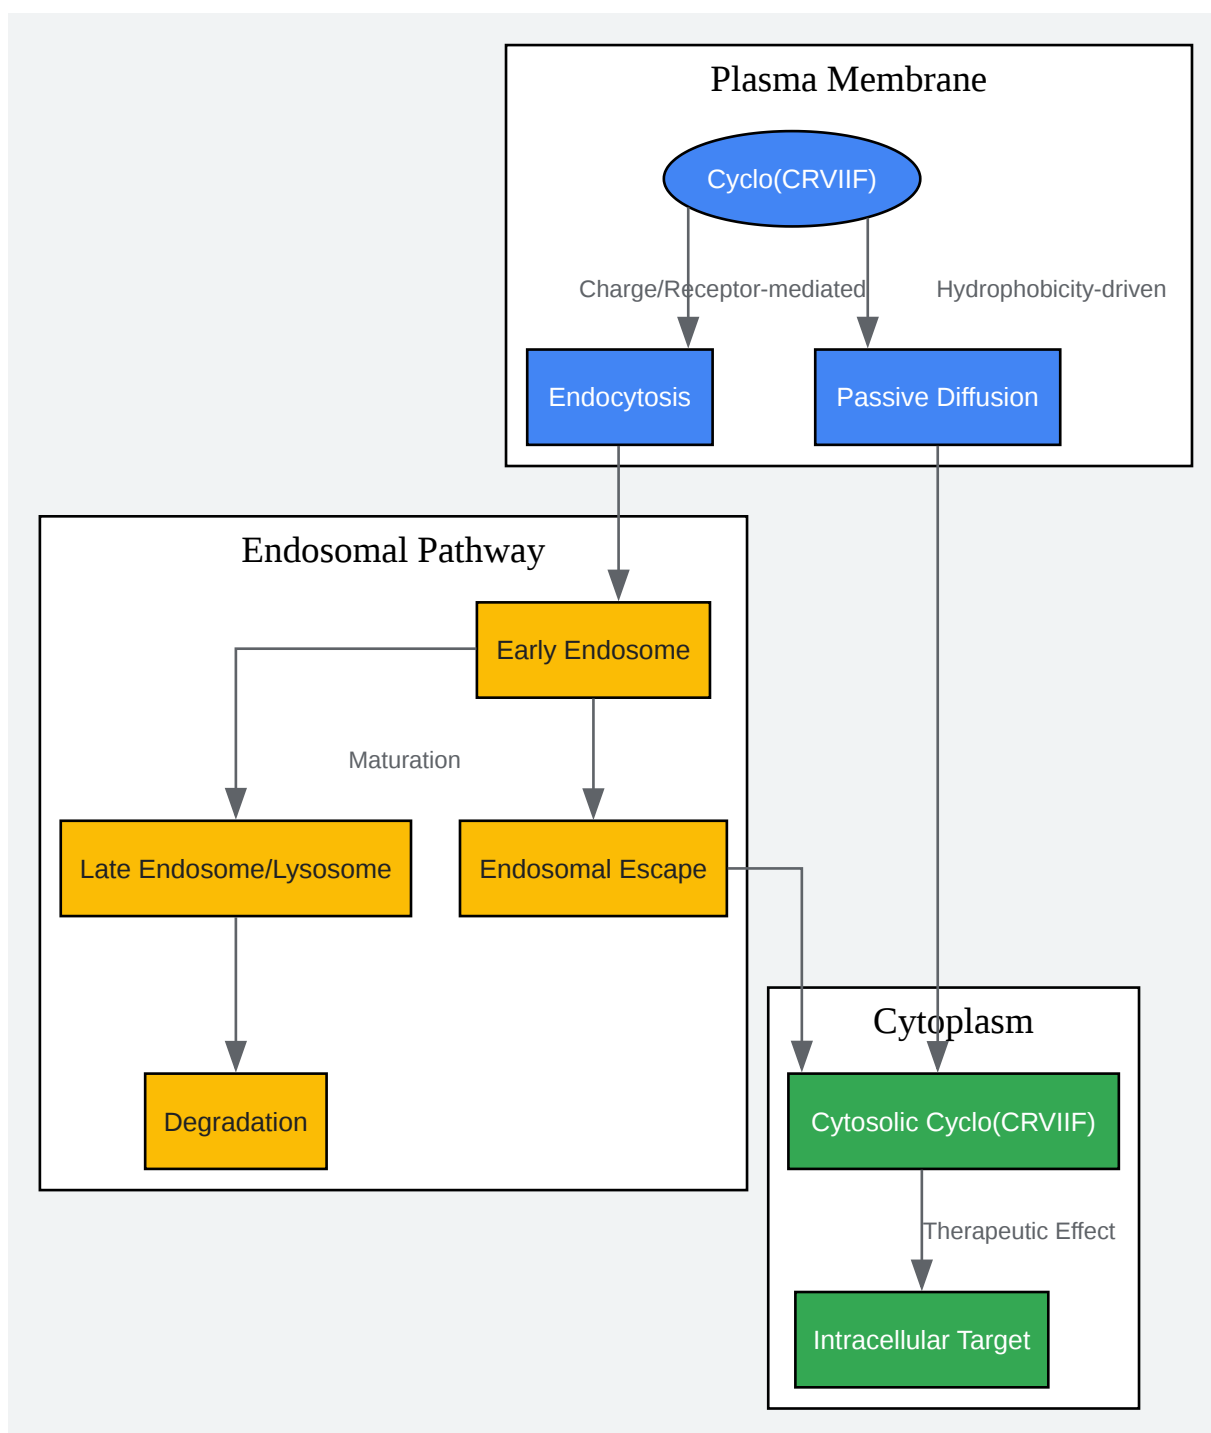 Plasma Membrane
Cyclo(CRVIIF)
Charge/Receptor-mediated
Hydrophobicity-driven
Endocytosis
Passive Diffusion
Endosomal Pathway
Early Endosome
Maturation
Late Endosome/Lysosome
Endosomal Escape
Degradation
Cytoplasm
Cytosolic Cyclo(CRVIIF)
Therapeutic Effect
Intracellular Target